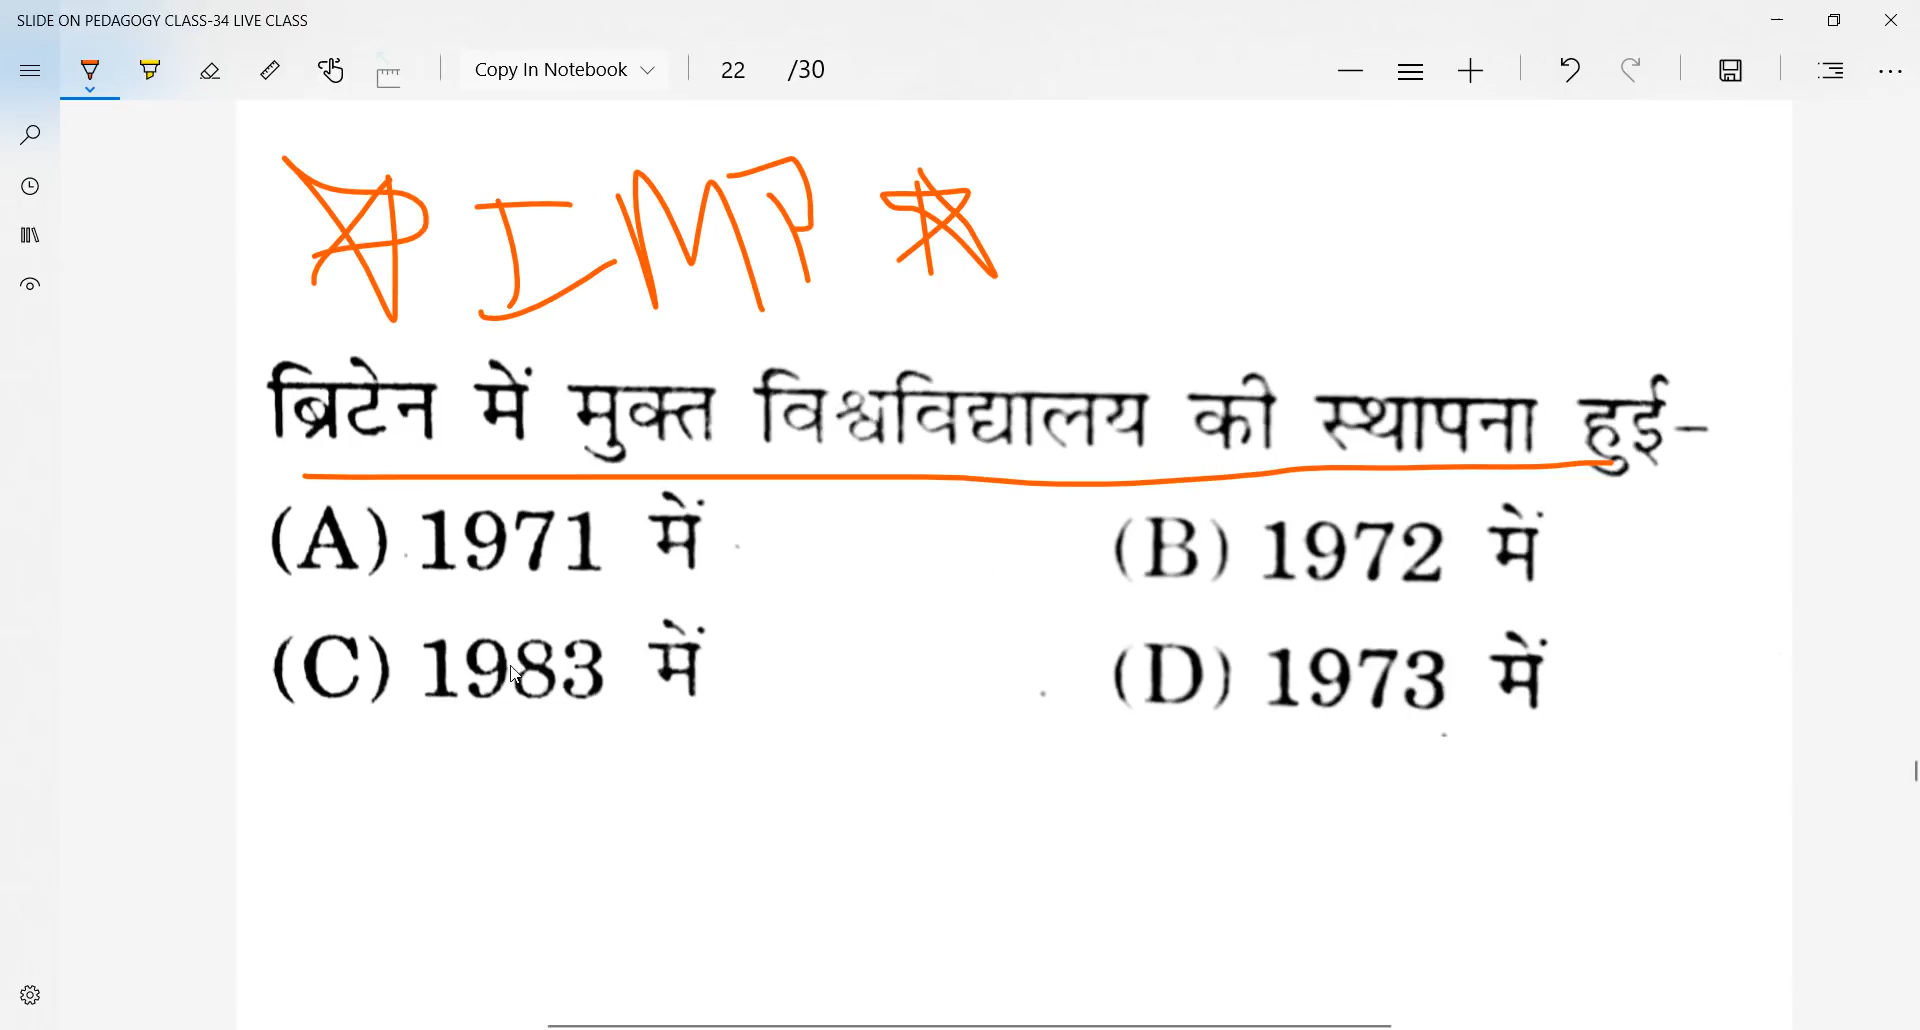 SLIDE ON PEDAGOGY CLASS-34 LIVE CLASS
Copy In Notebook 22 /30
IMP
ब्रिटेन में मुक्त विश्वविद्यालय की स्थापना हुई-
(A) 1971 में (B) 1972 में
(C) 1983 में (D) 1973 में